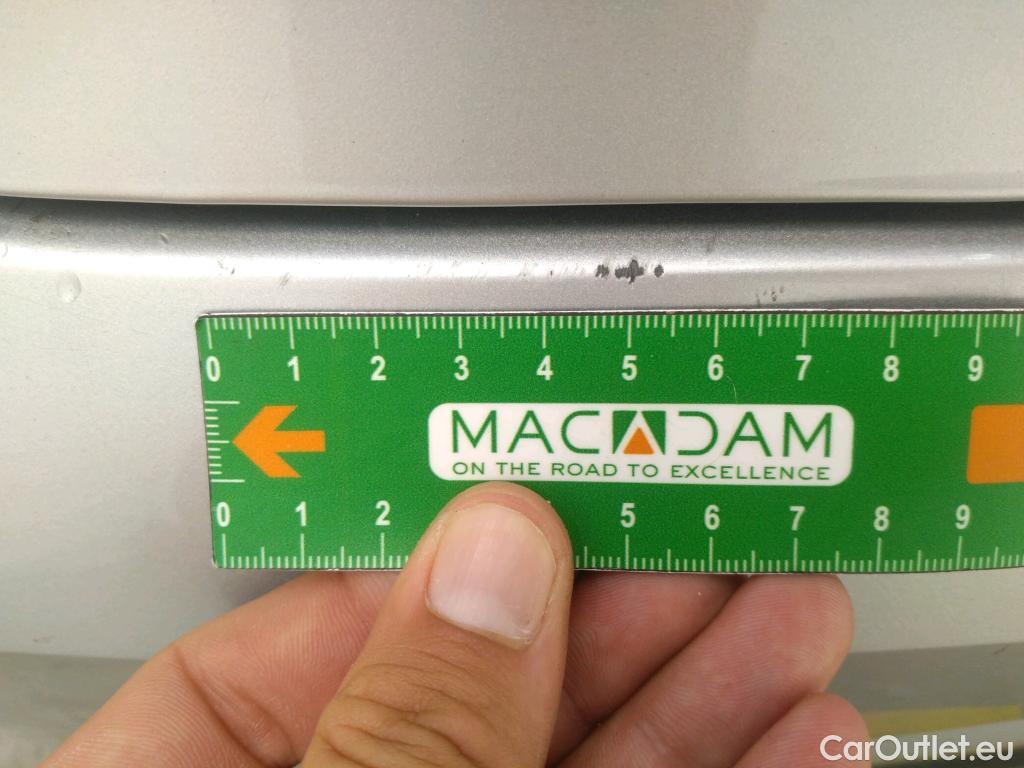 0 1 2 3 4 5 6 7 8 9
MACADAM
ON THE ROAD TO EXCELLENCE
0 1 2 5 6 7 8 9
CarOutlet.eu